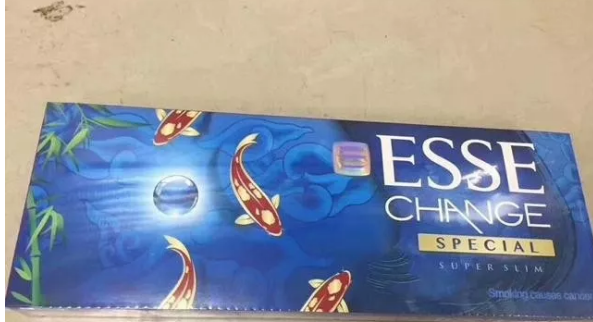 ESSE
CHANGE
SPECIAL
SUPER SLIM
Smoking causes cancer